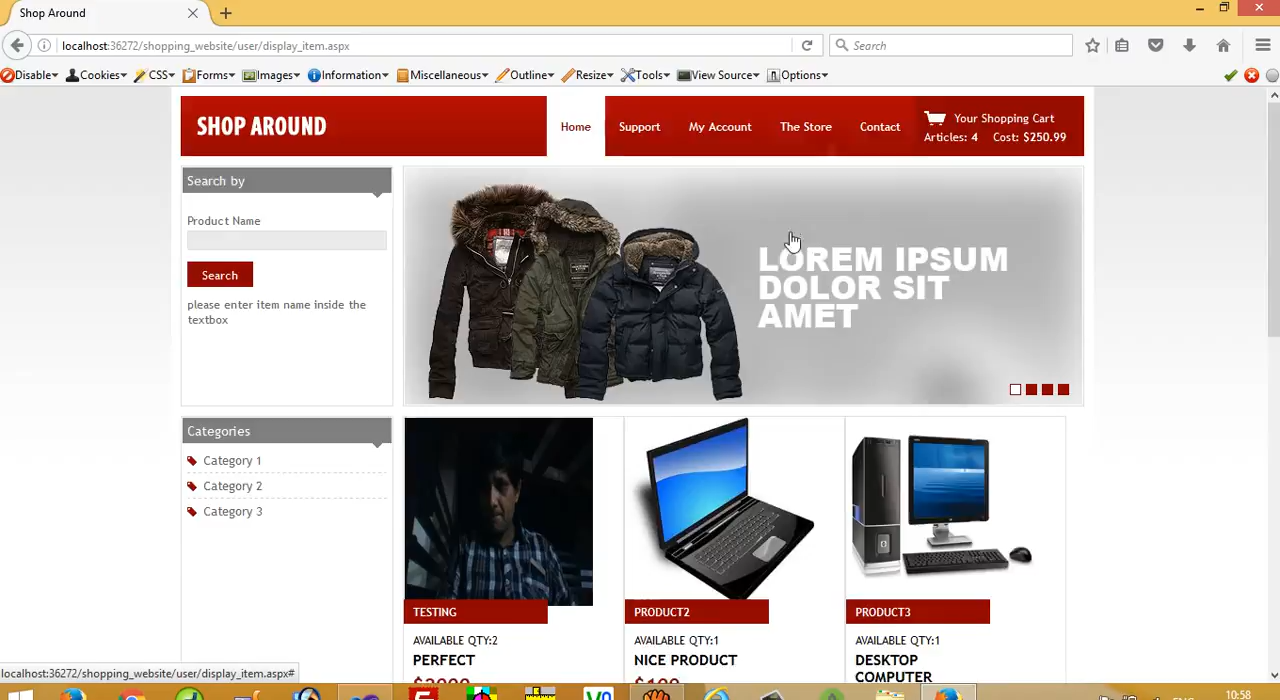 Shop Around
localhost:36272/shopping_website/user/display_item.aspx
Search
Disable
Cookies
CSS
Forms
Images
Information
Miscellaneous
Outline
Resize
Tools
View Source
Options
SHOP AROUND
Home
Support
My Account
The Store
Contact
Your Shopping Cart
Articles: 4 Cost: $250.99
Search by
Product Name
Search
please enter item name inside the
textbox
LOREM IPSUM
DOLOR SIT
AMET
Categories
Category 1
Category 2
Category 3
TESTING
AVAILABLE QTY:2
PERFECT
PRODUCT2
AVAILABLE QTY:1
NICE PRODUCT
PRODUCT3
AVAILABLE QTY:1
DESKTOP
COMPUTER
localhost:36272/shopping_website/user/display_item.aspx#
10:58